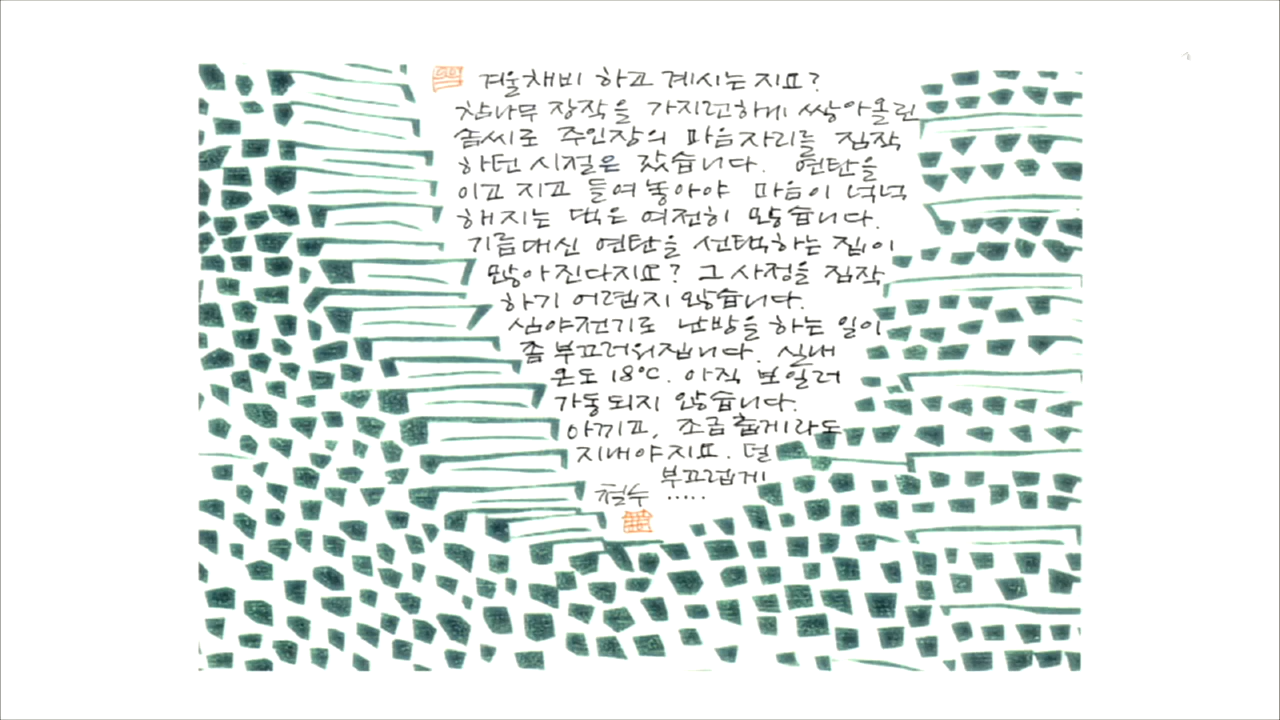 겨울채비 하고 계시는지요?
참나무 장작을 가지런하게 쌓아올린
솜씨로 주인장의 마음자리를 짐작
하던 시절은 갔습니다. 연탄을
이고 지고 들여놓아야 마음이 넉넉
해지는 댁은 여전히 많습니다.
기름대신 연탄을 선택하는 집이
많아진다지요? 그 사정을 짐작
하기 어렵지 않습니다.
심야전기로 난방을 하는 일이
좀 부끄러워집니다. 실내
온도 18℃. 아직 보일러
가동되지 않습니다.
아끼고, 조금 춥게라도
지내야지요. 덜
부끄럽게
철수 .....